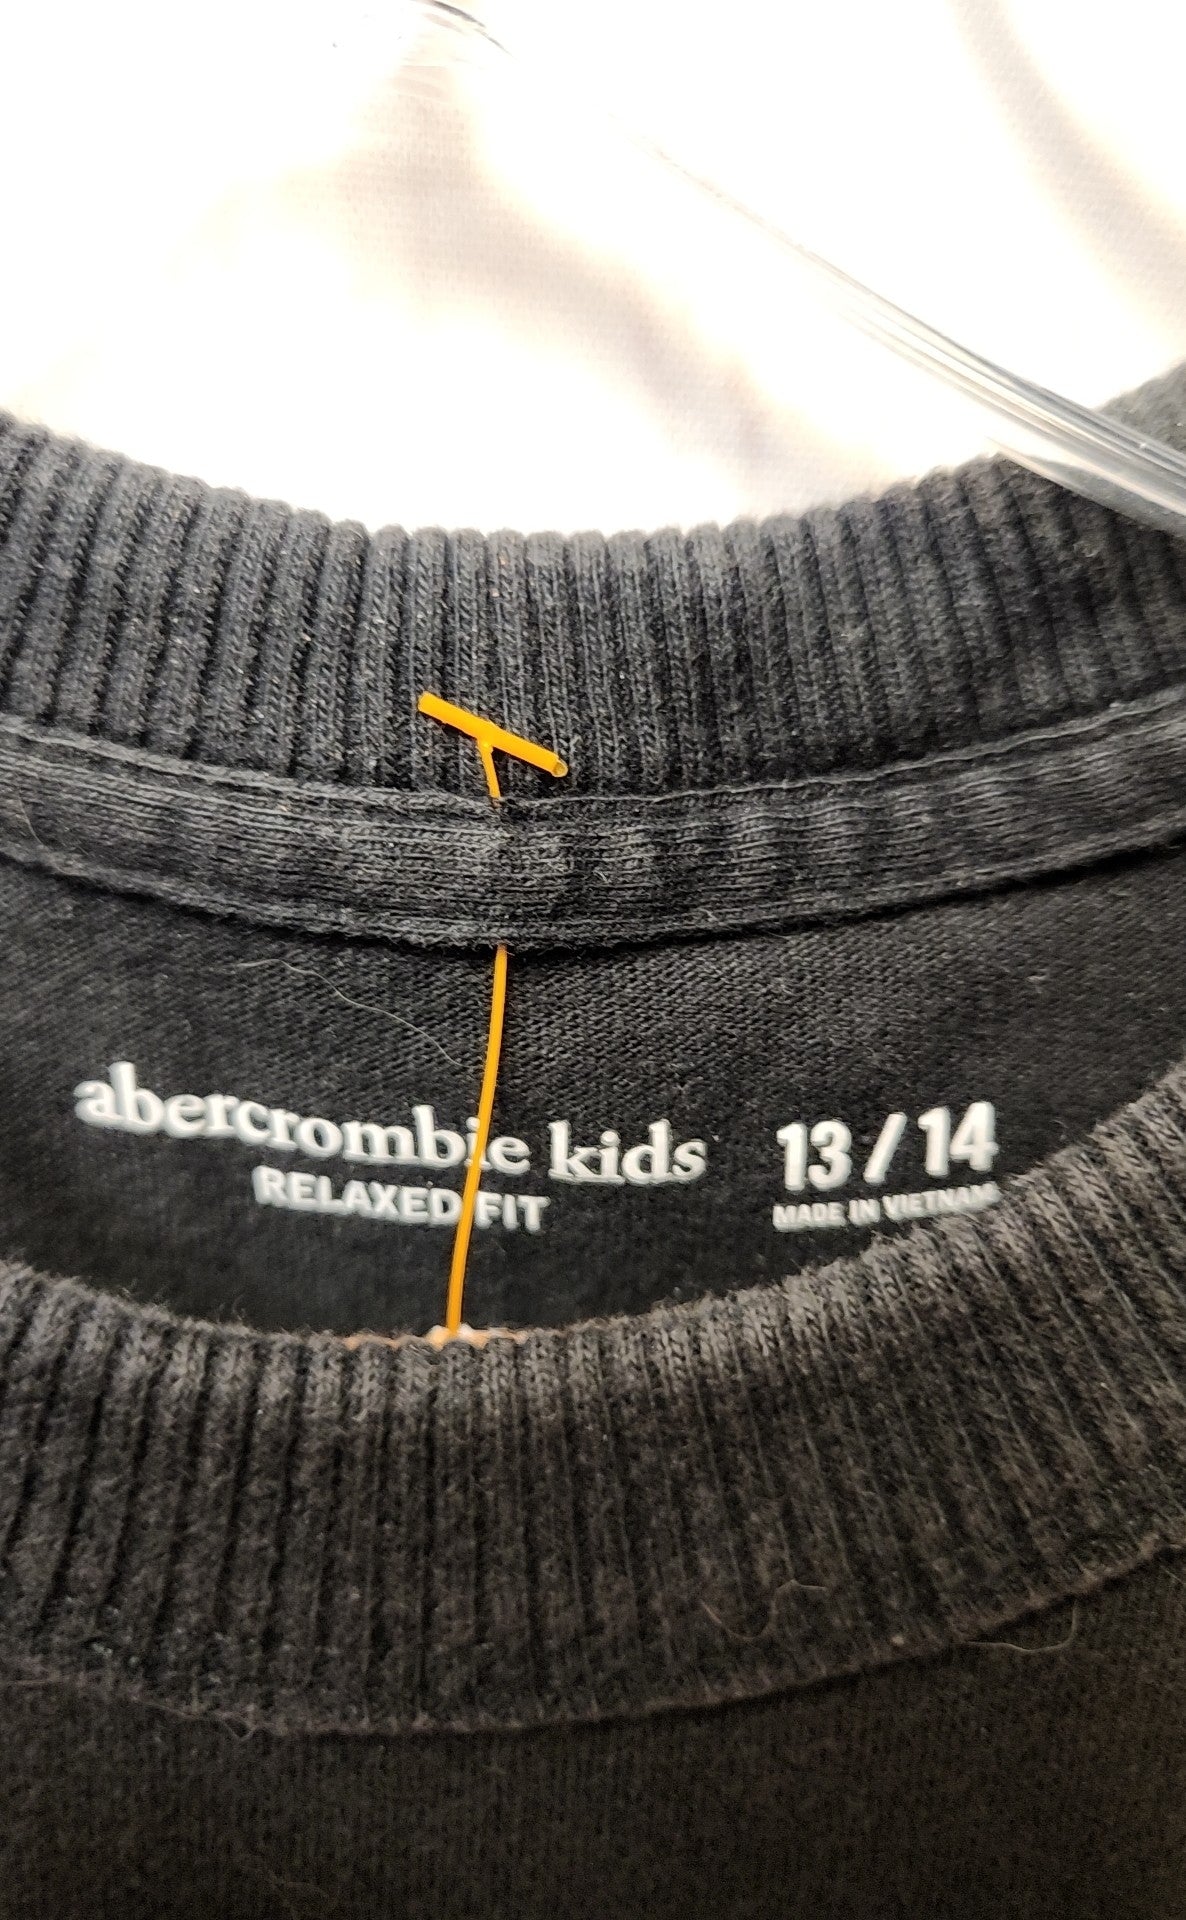 abercrombie kids
RELAXED FIT
13/14
MADE IN VIETNAM